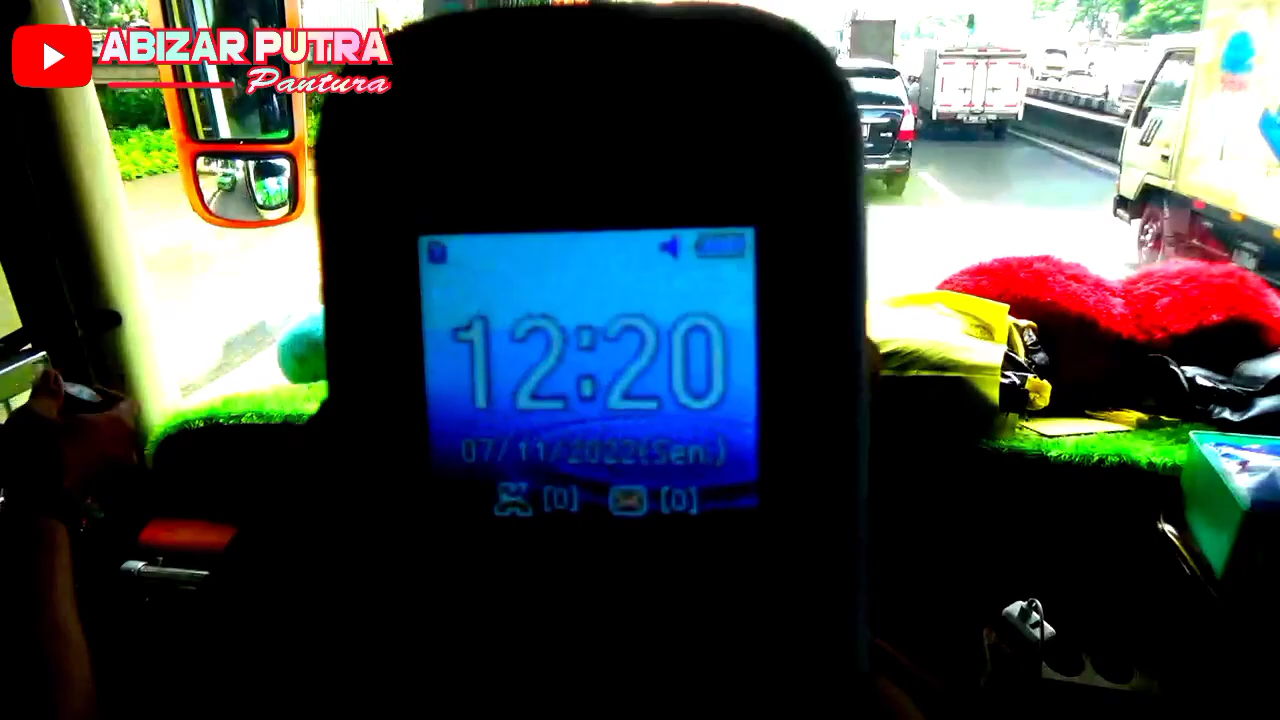 ABIZAR PUTRA
Pantura
12:20
07/11/2022(Sen.)
[0] [0]